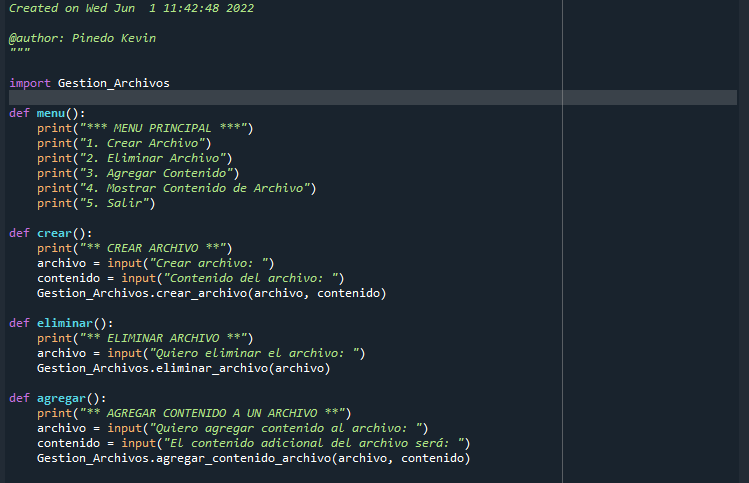 Created on Wed Jun  1 11:42:48 2022

@author: Pinedo Kevin
"""

import Gestion_Archivos

def menu():
    print("*** MENU PRINCIPAL ***")
    print("1. Crear Archivo")
    print("2. Eliminar Archivo")
    print("3. Agregar Contenido")
    print("4. Mostrar Contenido de Archivo")
    print("5. Salir")

def crear():
    print("** CREAR ARCHIVO **")
    archivo = input("Crear archivo: ")
    contenido = input("Contenido del archivo: ")
    Gestion_Archivos.crear_archivo(archivo, contenido)

def eliminar():
    print("** ELIMINAR ARCHIVO **")
    archivo = input("Quiero eliminar el archivo: ")
    Gestion_Archivos.eliminar_archivo(archivo)

def agregar():
    print("** AGREGAR CONTENIDO A UN ARCHIVO **")
    archivo = input("Quiero agregar contenido al archivo: ")
    contenido = input("El contenido adicional del archivo será: ")
    Gestion_Archivos.agregar_contenido_archivo(archivo, contenido)